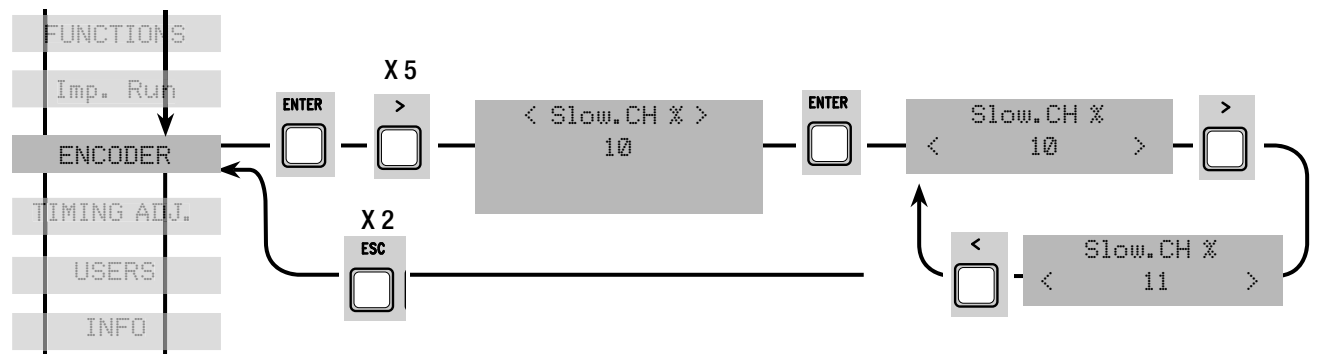 FUNCTIONS
Imp. Run
ENCODER
TIMING ADJ.
USERS
INFO
ENTER
X 5
>
< Slow.CH % >
10
ENTER
Slow.CH %
< 10 >
>
X 2
ESC
<
Slow.CH %
< 11 >